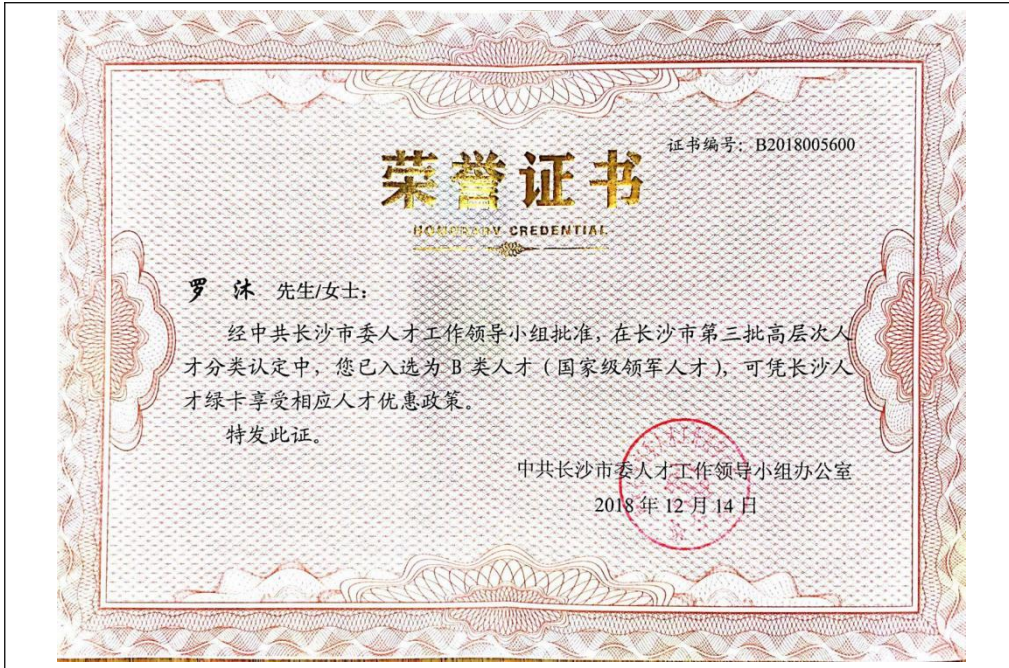 证书编号：B2018005600
荣誉证书
HONORARY CREDENTIAL
罗 沐 先生/女士：
经中共长沙市委人才工作领导小组批准，在长沙市第三批高层次人
才分类认定中，您已入选为 B 类人才（国家级领军人才），可凭长沙人
才绿卡享受相应人才优惠政策。
特发此证。
中共长沙市委人才工作领导小组办公室
2018 年 12 月 14 日